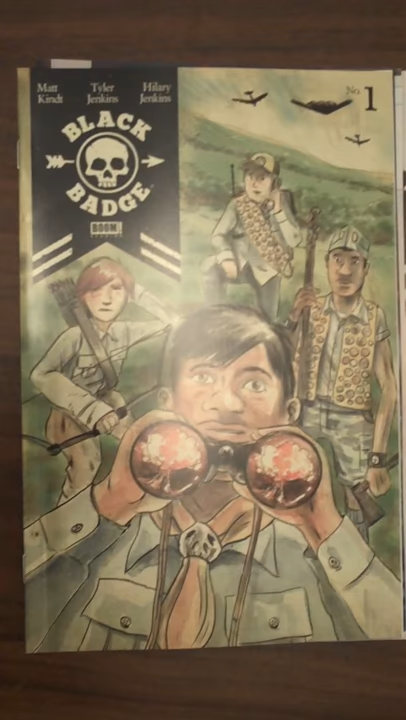 Matt Tyler Hilary
Kindt Jenkins Jenkins
No. 1
BLACK
BADGE
BOOM!